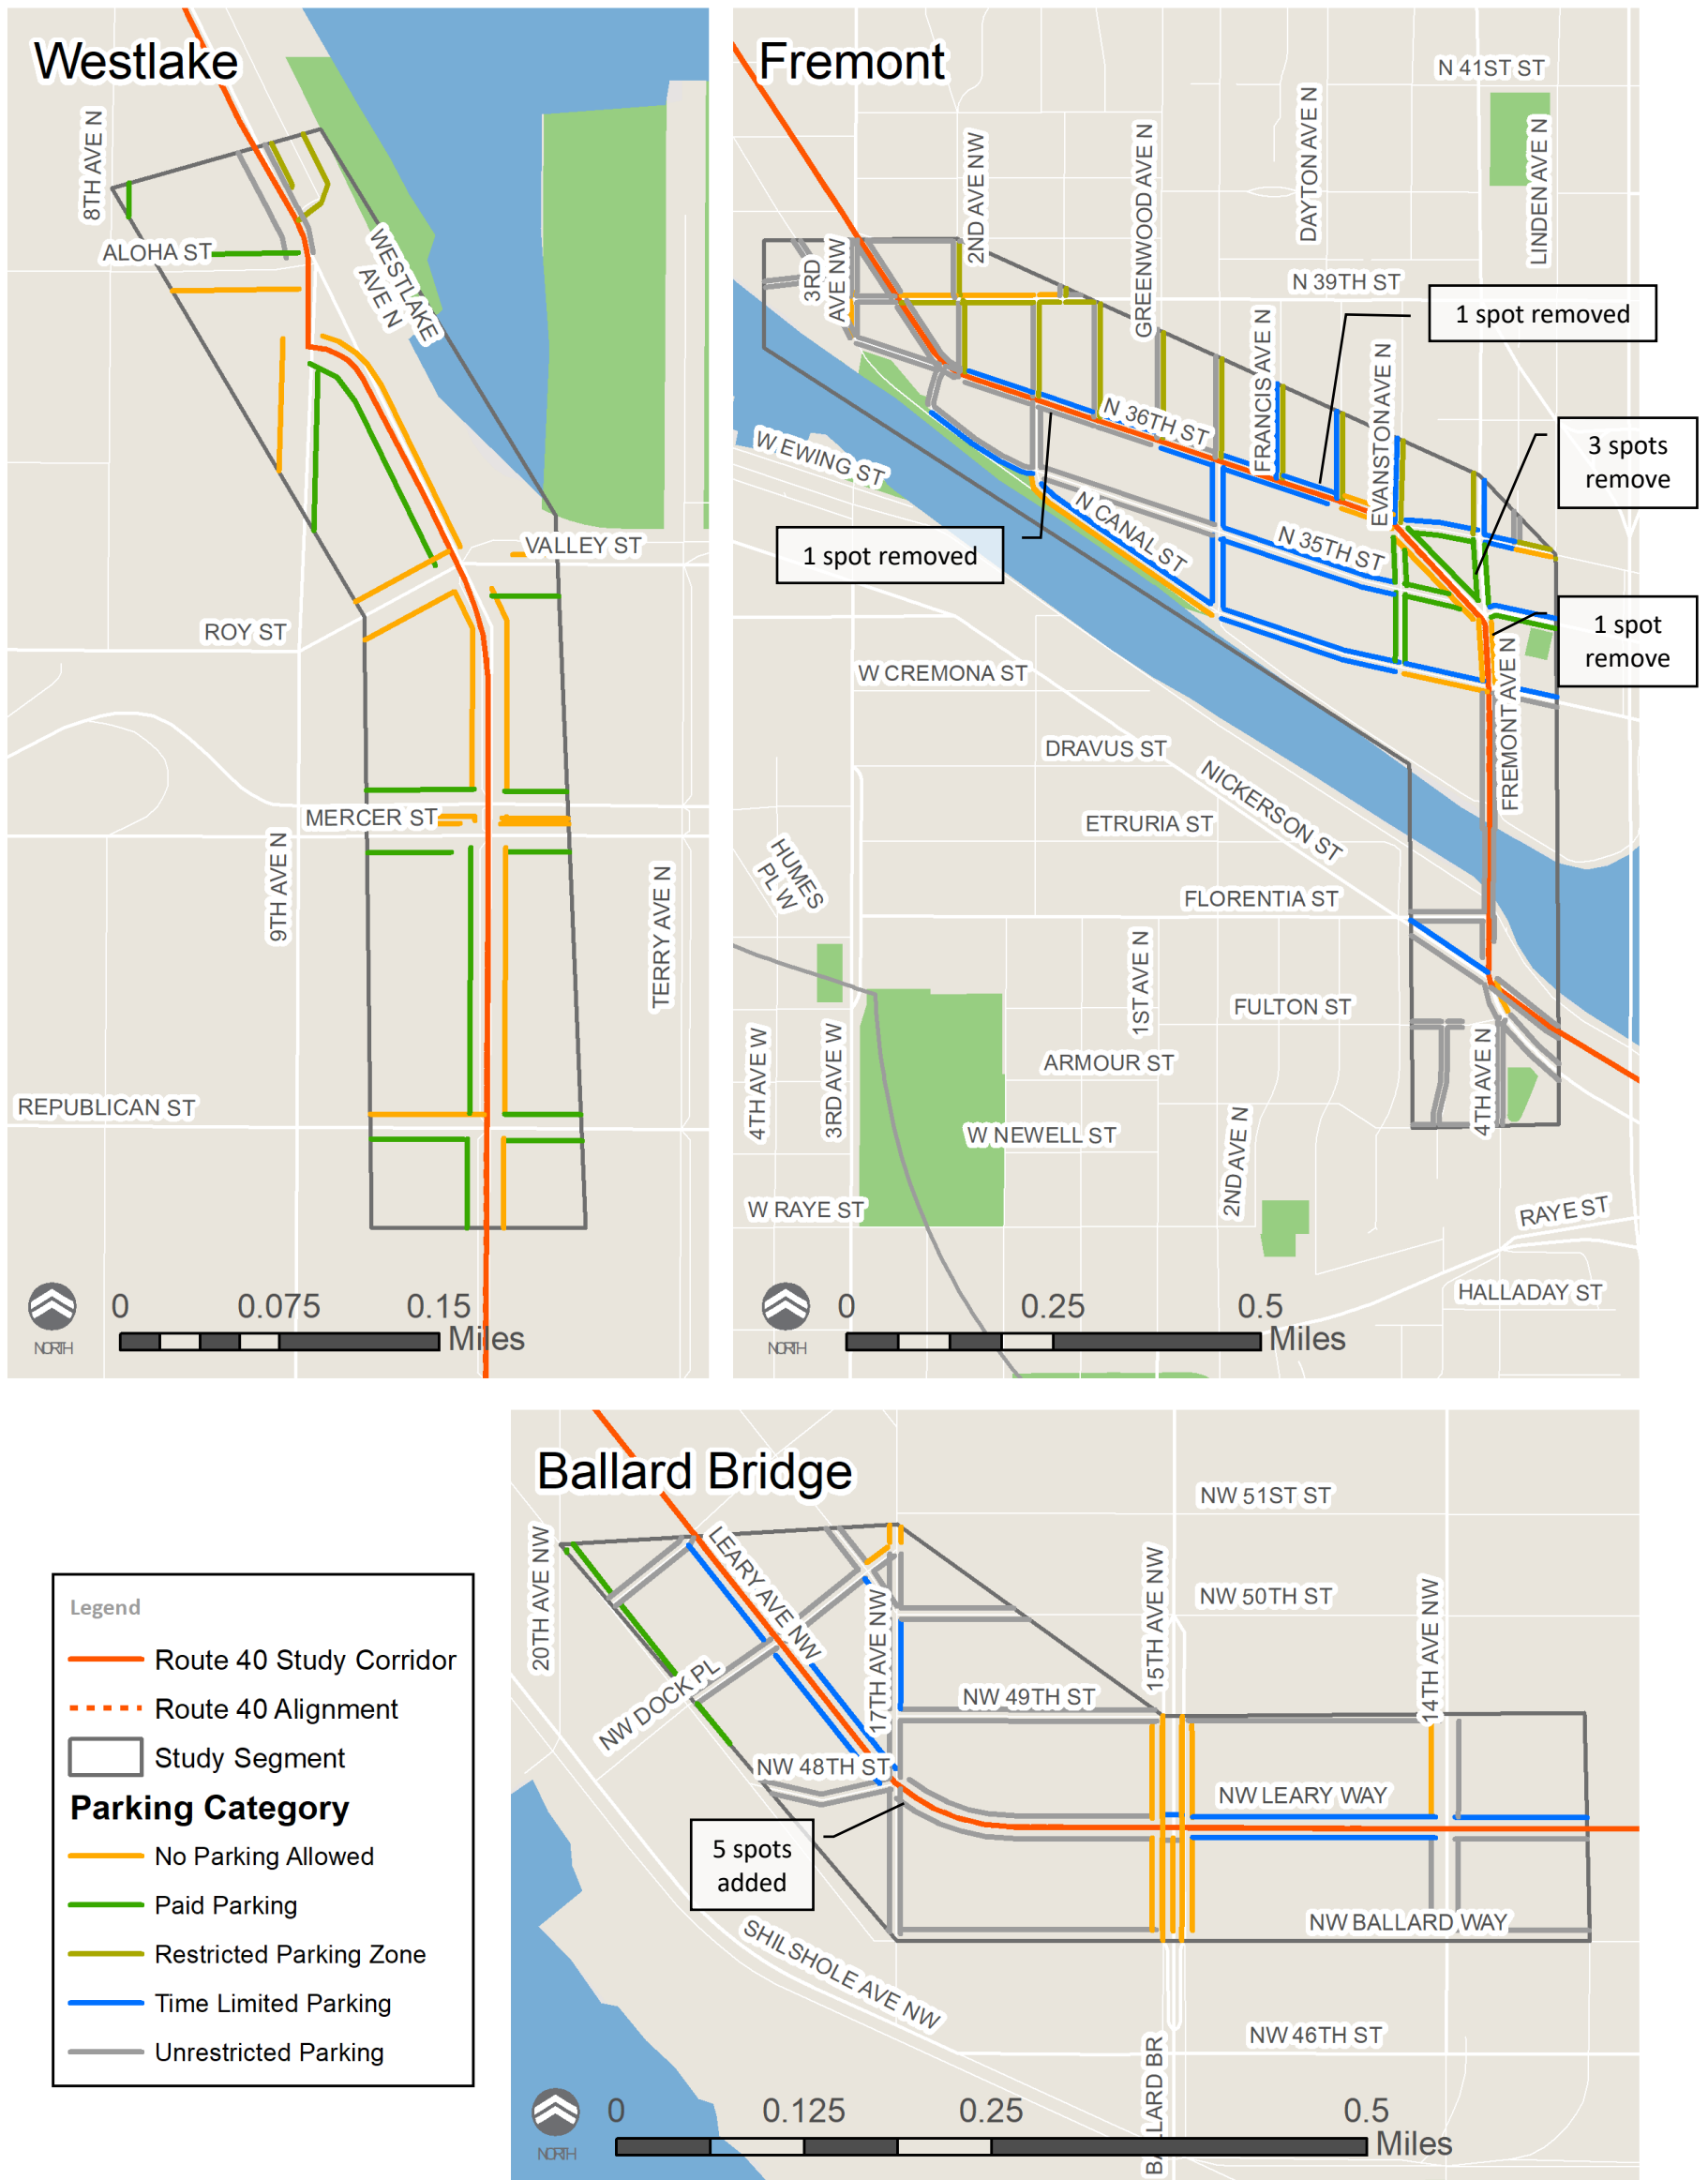 Westlake
8TH AVE N
ALOHA ST
WESTLAKE
AVE N
VALLEY ST
ROY ST
MERCER ST
9TH AVE N
TERRY AVE N
REPUBLICAN ST
NORTH
0 0.075 0.15
Miles
Fremont
N 41ST ST
2ND AVE NW
GREENWOOD AVE N
DAYTON AVE N
LINDEN AVE N
3RD
AVE NW
N 39TH ST
1 spot removed
FRANCIS AVE N
EVANSTON AVE N
N 36TH ST
3 spots
remove
W EWING ST
N CANAL ST
N 35TH ST
1 spot removed
1 spot
remove
W CREMONA ST
FREMONT AVE N
DRAVUS ST
NICKERSON ST
ETRURIA ST
HUMES
PL W
FLORENTIA ST
1ST AVE N
FULTON ST
4TH AVE W
3RD AVE W
ARMOUR ST
4TH AVE N
W NEWELL ST
2ND AVE N
W RAYE ST
RAYE ST
HALLADAY ST
NORTH
0 0.25 0.5
Miles
Ballard Bridge
NW 51ST ST
20TH AVE NW
LEARY AVE NW
15TH AVE NW
NW 50TH ST
14TH AVE NW
17TH AVE NW
NW DOCK PL
NW 49TH ST
NW 48TH ST
NW LEARY WAY
5 spots
added
NW BALLARD WAY
SHILSHOLE AVE NW
NW 46TH ST
BALLARD BR
NORTH
0 0.125 0.25 0.5
Miles
Legend
Route 40 Study Corridor
Route 40 Alignment
Study Segment
Parking Category
No Parking Allowed
Paid Parking
Restricted Parking Zone
Time Limited Parking
Unrestricted Parking